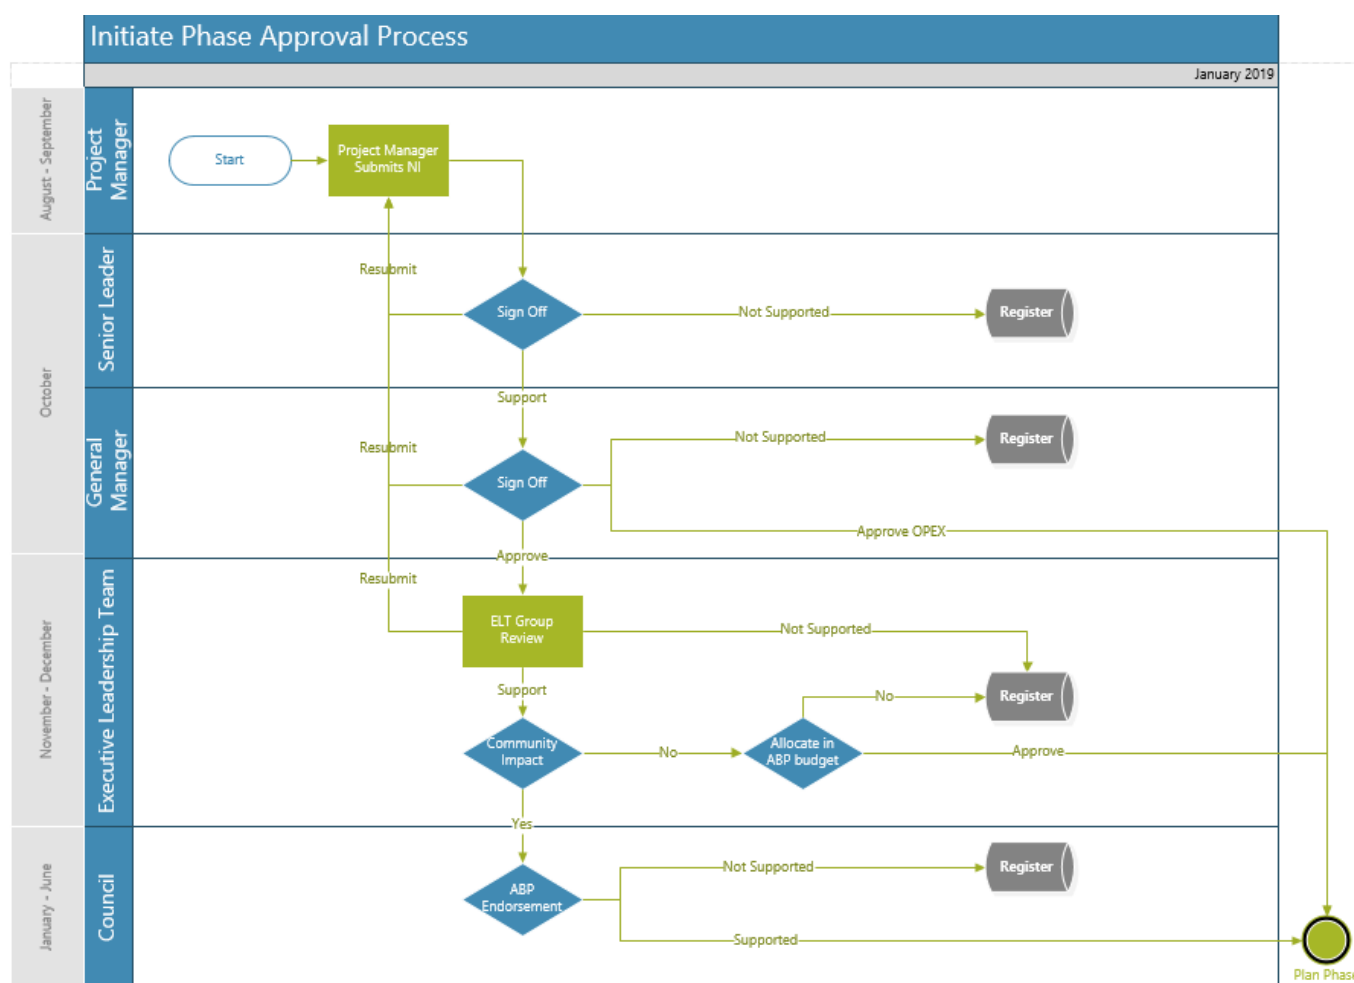 Initiate Phase Approval Process
January 2019
August - September
Project
Manager
Start
Project Manager
Submits NI
October
Senior Leader
Resubmit
Sign Off
Not Supported
Register
Support
General
Manager
Resubmit
Sign Off
Not Supported
Register
Approve OPEX
Approve
November - December
Executive Leadership Team
Resubmit
ELT Group
Review
Not Supported
Register
Support
Community
Impact
No
Allocate in
ABP budget
No
Approve
Yes
January - June
Council
ABP
Endorsement
Not Supported
Register
Supported
Plan Phase